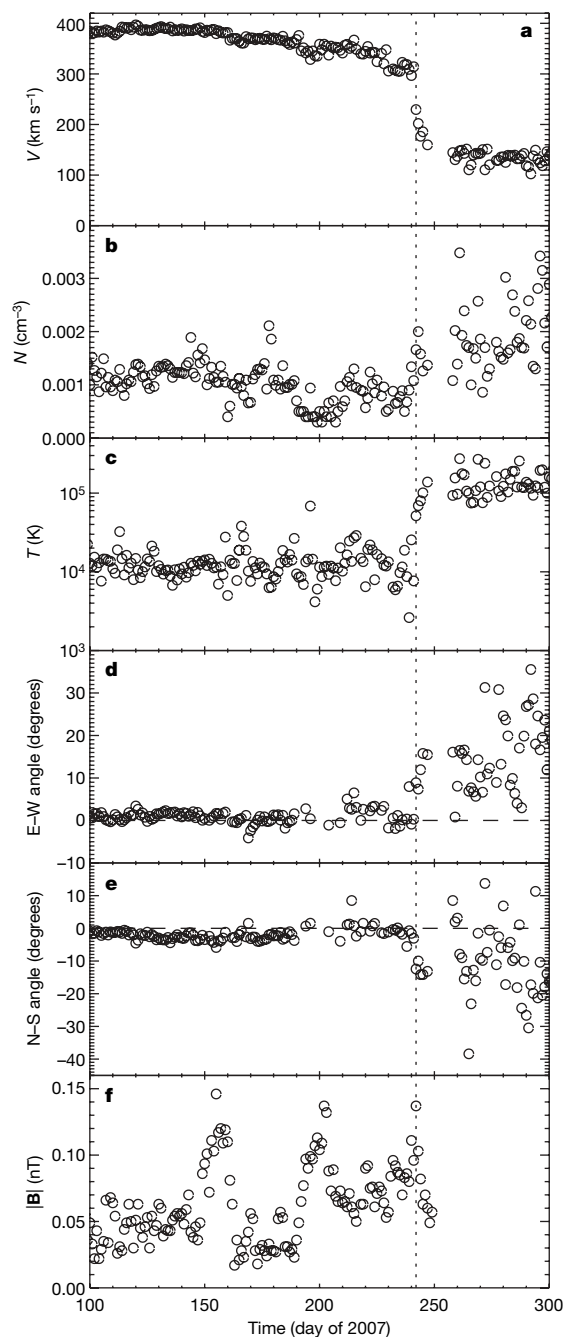 a
400
300
200
100
0
V (km s⁻¹)
b
0.003
0.002
0.001
0.000
N (cm⁻³)
c
10⁵
10⁴
10³
T (K)
d
30
20
10
0
−10
E–W angle (degrees)
e
10
0
−10
−20
−30
−40
N–S angle (degrees)
f
0.15
0.10
0.05
0.00
|B| (nT)
100 150 200 250 300
Time (day of 2007)